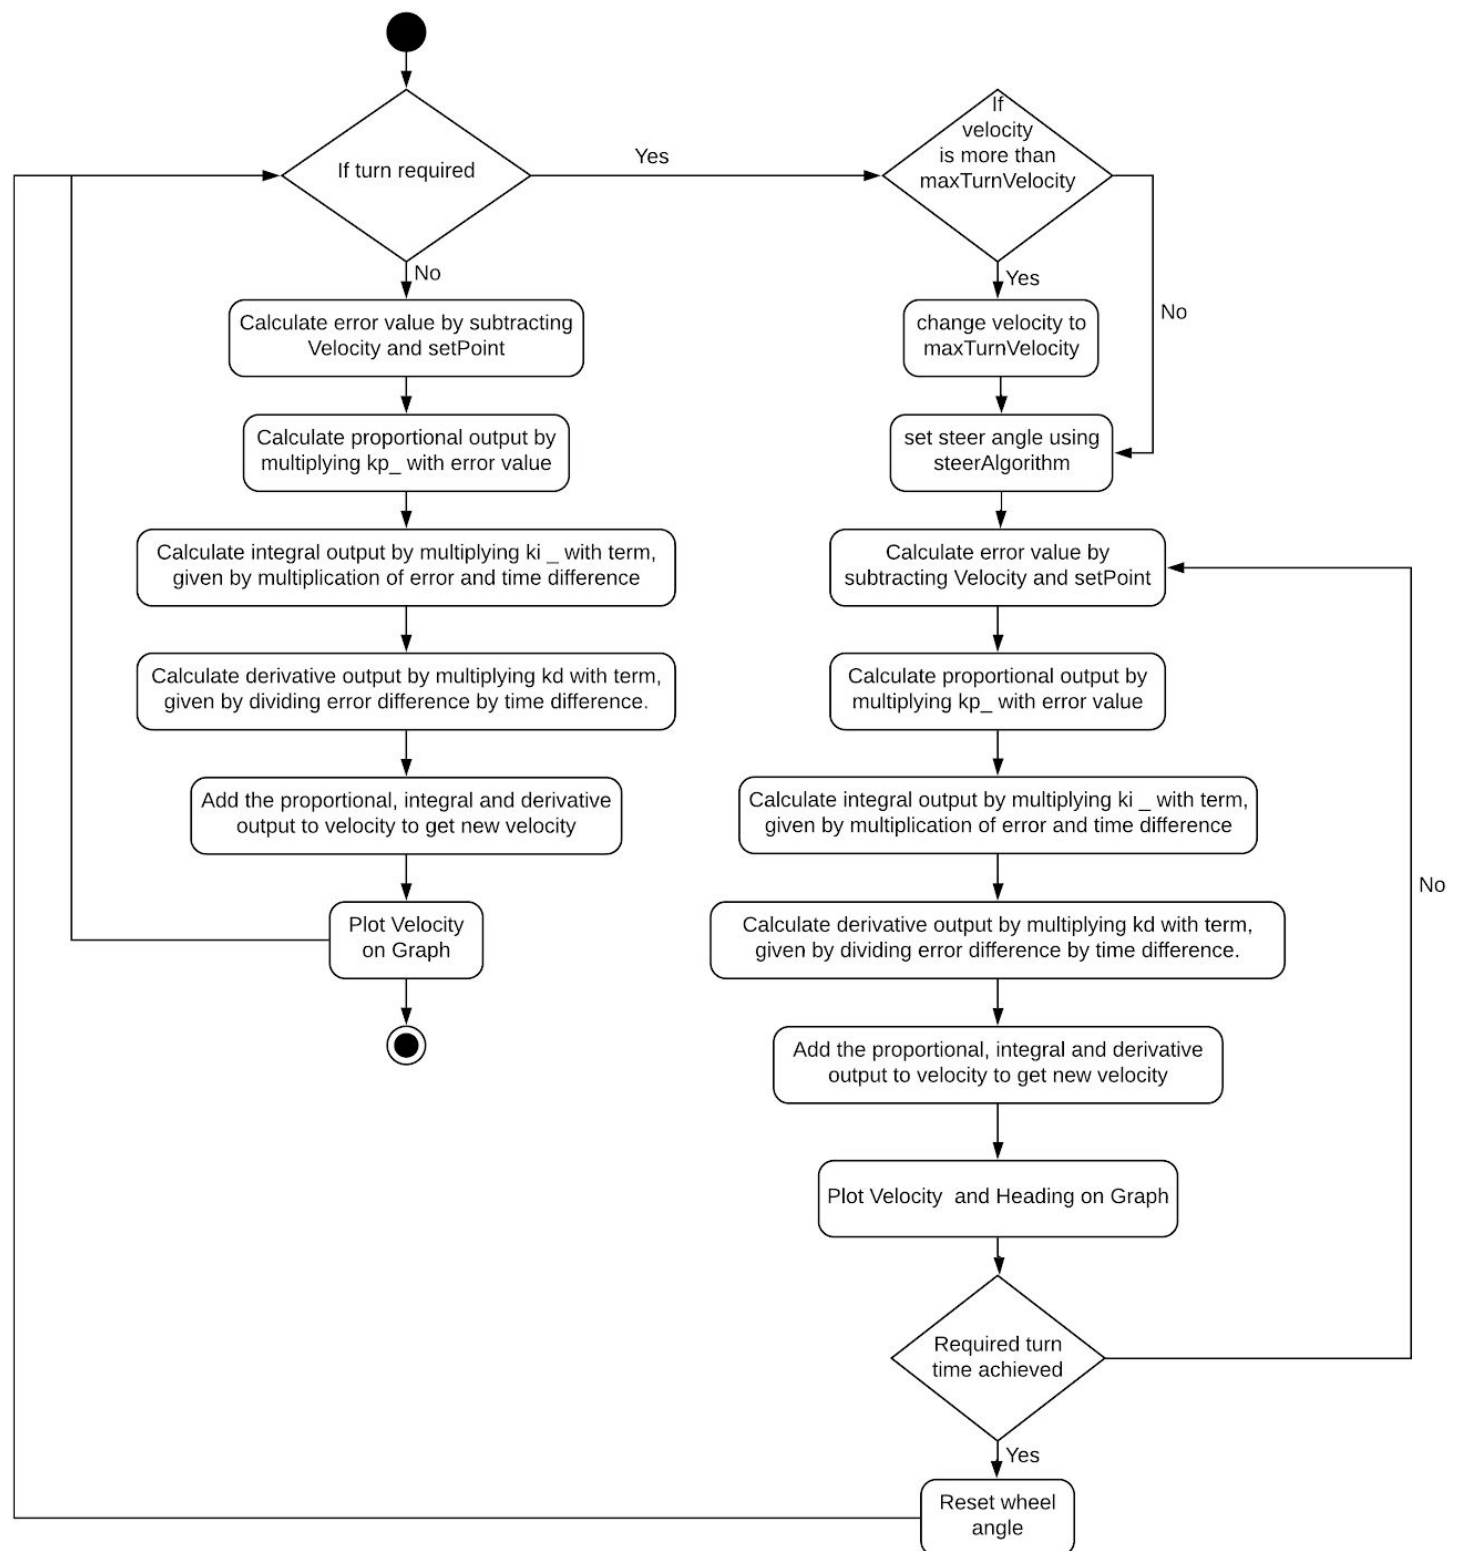 If turn required
No
Calculate error value by subtracting
Velocity and setPoint
Calculate proportional output by
multiplying kp_ with error value
Calculate integral output by multiplying ki _ with term,
given by multiplication of error and time difference
Calculate derivative output by multiplying kd with term,
given by dividing error difference by time difference.
Add the proportional, integral and derivative
output to velocity to get new velocity
Plot Velocity
on Graph
Yes
If
velocity
is more than
maxTurnVelocity
Yes
No
change velocity to
maxTurnVelocity
set steer angle using
steerAlgorithm
Calculate error value by
subtracting Velocity and setPoint
Calculate proportional output by
multiplying kp_ with error value
Calculate integral output by multiplying ki _ with term,
given by multiplication of error and time difference
Calculate derivative output by multiplying kd with term,
given by dividing error difference by time difference.
Add the proportional, integral and derivative
output to velocity to get new velocity
Plot Velocity  and Heading on Graph
Required turn
time achieved
No
Yes
Reset wheel
angle